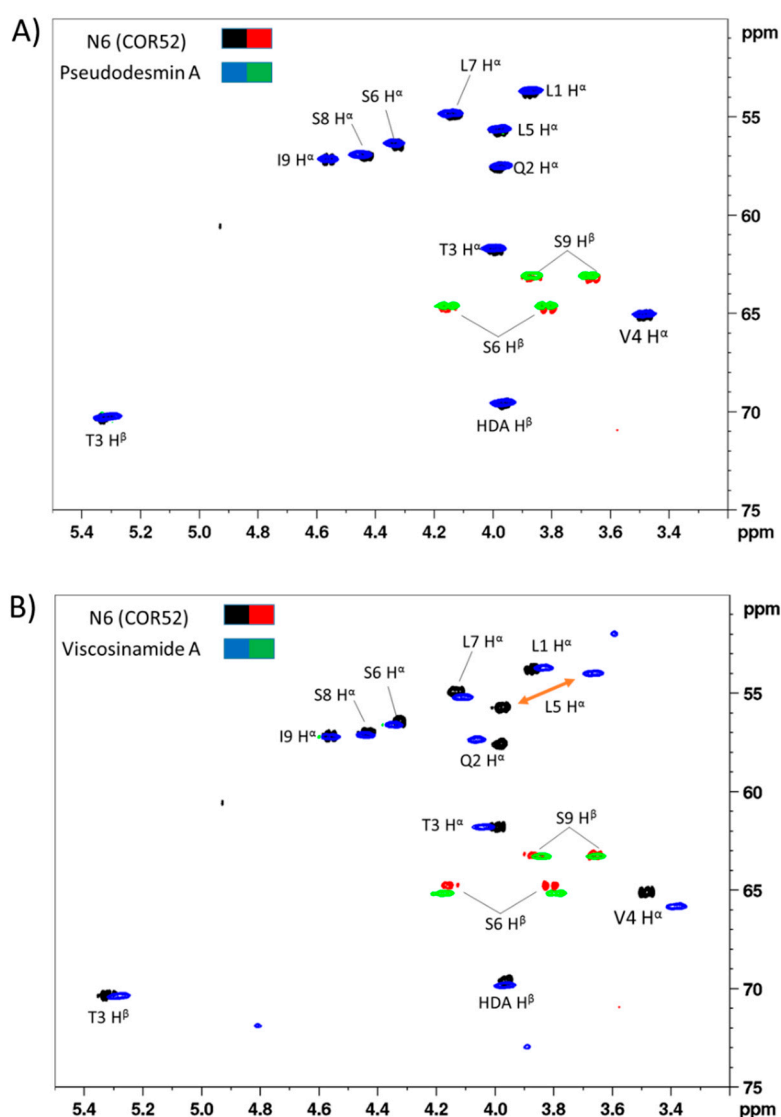 A)
N6 (COR52)
Pseudodesmin A
ppm
L7 Hα
S6 Hα
S8 Hα
I9 Hα
L1 Hα
L5 Hα
Q2 Hα
T3 Hα
S9 Hβ
S6 Hβ
V4 Hα
T3 Hβ
HDA Hβ
60
65
70
75
5.4 5.2 5.0 4.8 4.6 4.4 4.2 4.0 3.8 3.6 3.4 ppm
B)
N6 (COR52)
Viscosinamide A
ppm
L7 Hα
S6 Hα
S8 Hα
I9 Hα
L1 Hα
L5 Hα
Q2 Hα
T3 Hα
S9 Hβ
S6 Hβ
V4 Hα
T3 Hβ
HDA Hβ
55
60
65
70
75
5.4 5.2 5.0 4.8 4.6 4.4 4.2 4.0 3.8 3.6 3.4 ppm